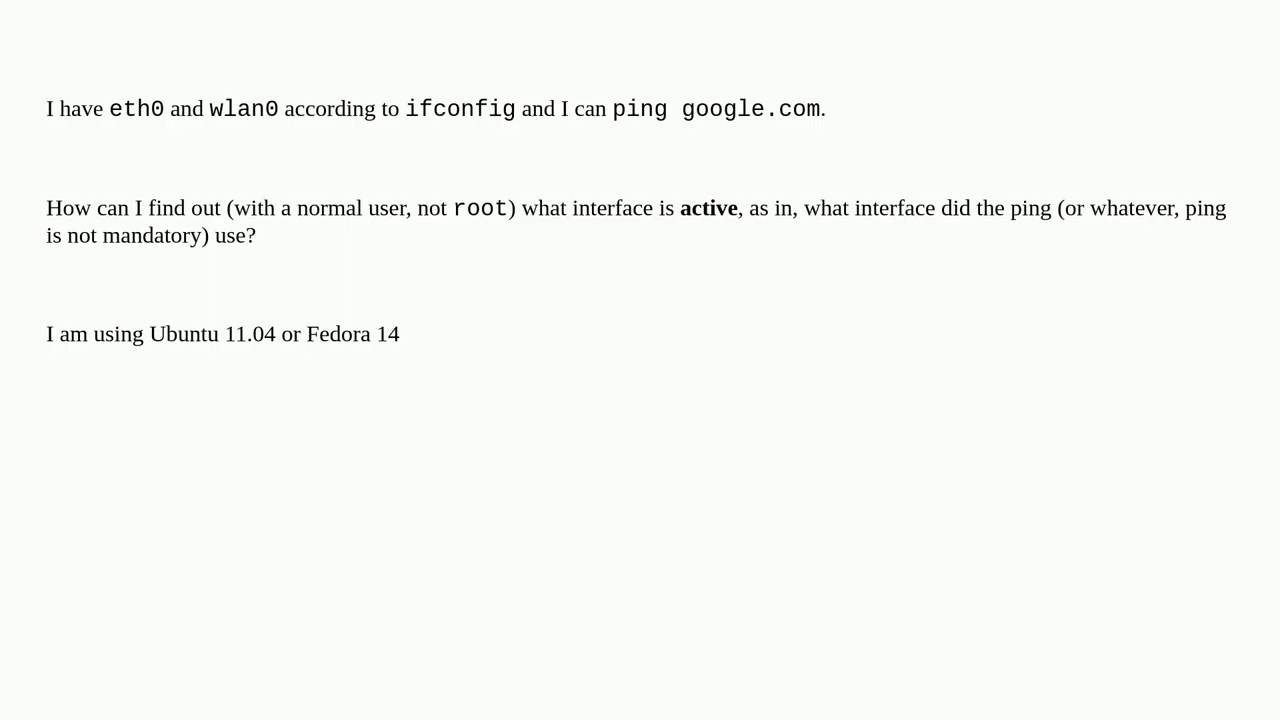 I have eth0 and wlan0 according to ifconfig and I can ping google.com.
How can I find out (with a normal user, not root) what interface is active, as in, what interface did the ping (or whatever, ping
is not mandatory) use?
I am using Ubuntu 11.04 or Fedora 14